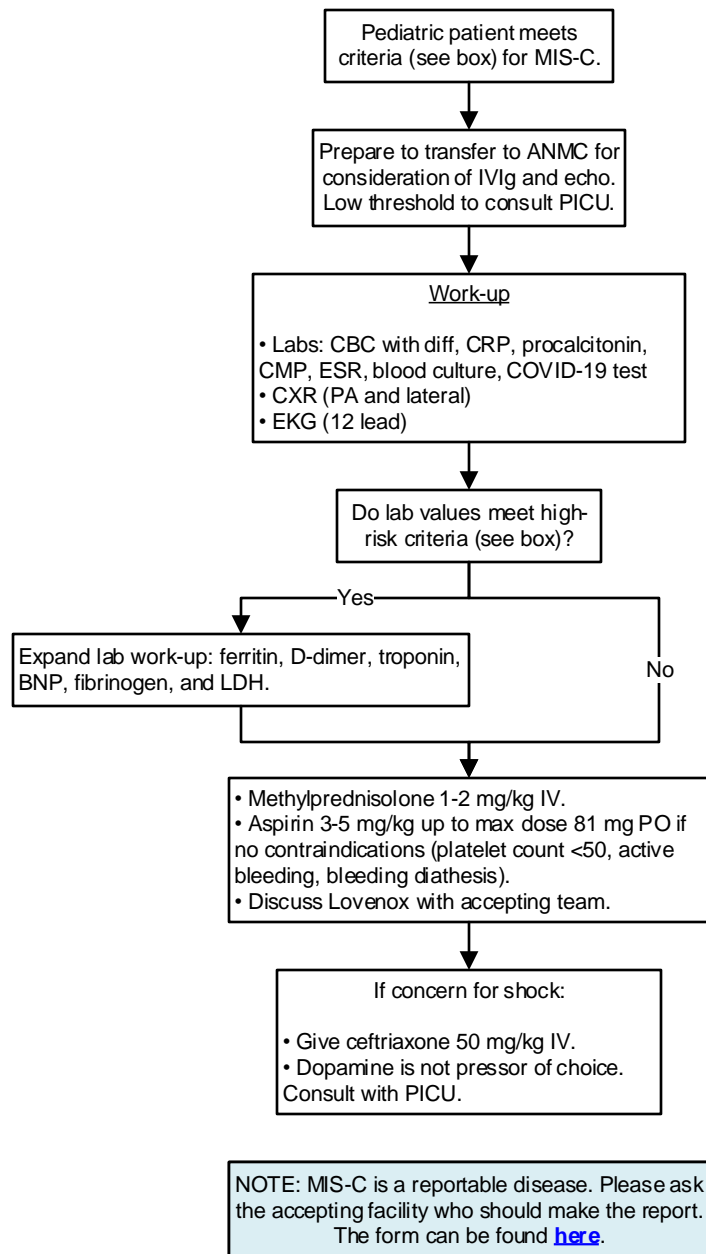 Pediatric patient meets
criteria (see box) for MIS-C.
Prepare to transfer to ANMC for
consideration of IVIg and echo.
Low threshold to consult PICU.
Work-up
• Labs: CBC with diff, CRP, procalcitonin,
CMP, ESR, blood culture, COVID-19 test
• CXR (PA and lateral)
• EKG (12 lead)
Do lab values meet high-
risk criteria (see box)?
Yes
Expand lab work-up: ferritin, D-dimer, troponin,
BNP, fibrinogen, and LDH.
No
• Methylprednisolone 1-2 mg/kg IV.
• Aspirin 3-5 mg/kg up to max dose 81 mg PO if
no contraindications (platelet count <50, active
bleeding, bleeding diathesis).
• Discuss Lovenox with accepting team.
If concern for shock:
• Give ceftriaxone 50 mg/kg IV.
• Dopamine is not pressor of choice.
Consult with PICU.
NOTE: MIS-C is a reportable disease. Please ask
the accepting facility who should make the report.
The form can be found here.